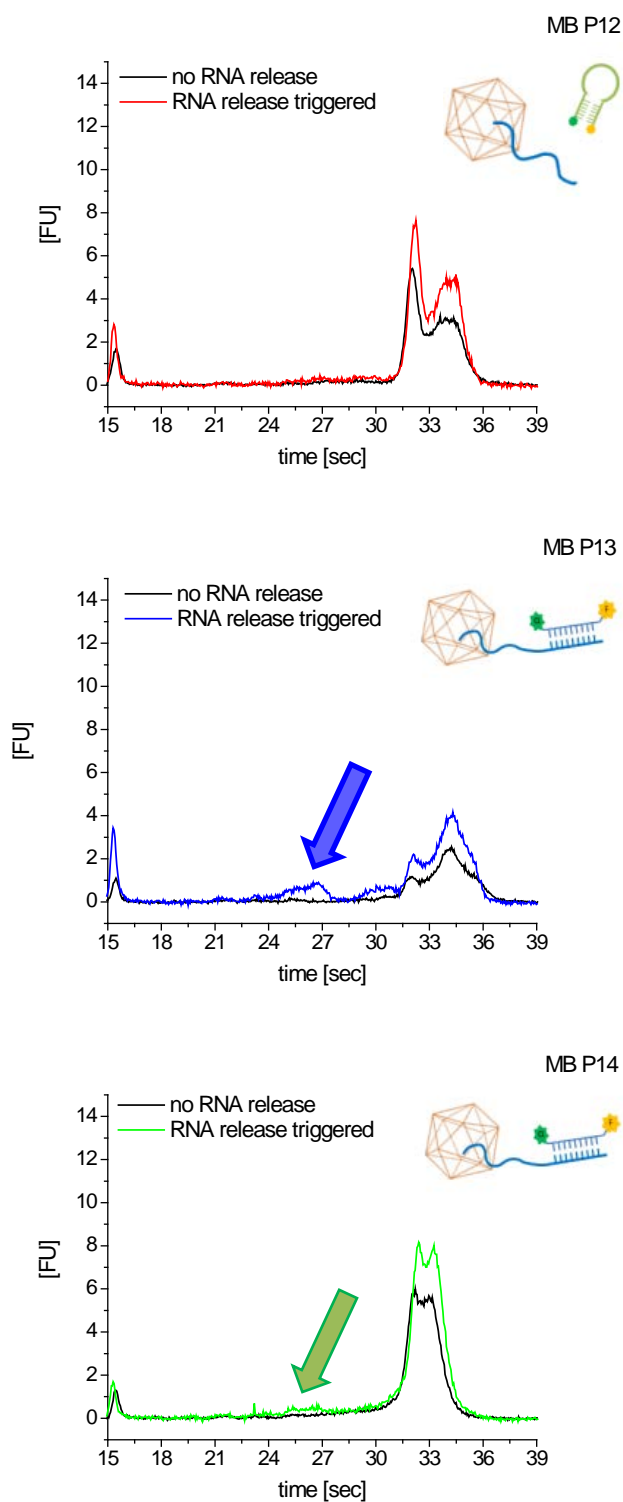 MB P12
no RNA release
RNA release triggered
[FU]
14
12
10
8
6
4
2
0
15 18 21 24 27 30 33 36 39
time [sec]
MB P13
no RNA release
RNA release triggered
[FU]
14
12
10
8
6
4
2
0
Q F
15 18 21 24 27 30 33 36 39
time [sec]
MB P14
no RNA release
RNA release triggered
[FU]
14
12
10
8
6
4
2
0
Q F
15 18 21 24 27 30 33 36 39
time [sec]